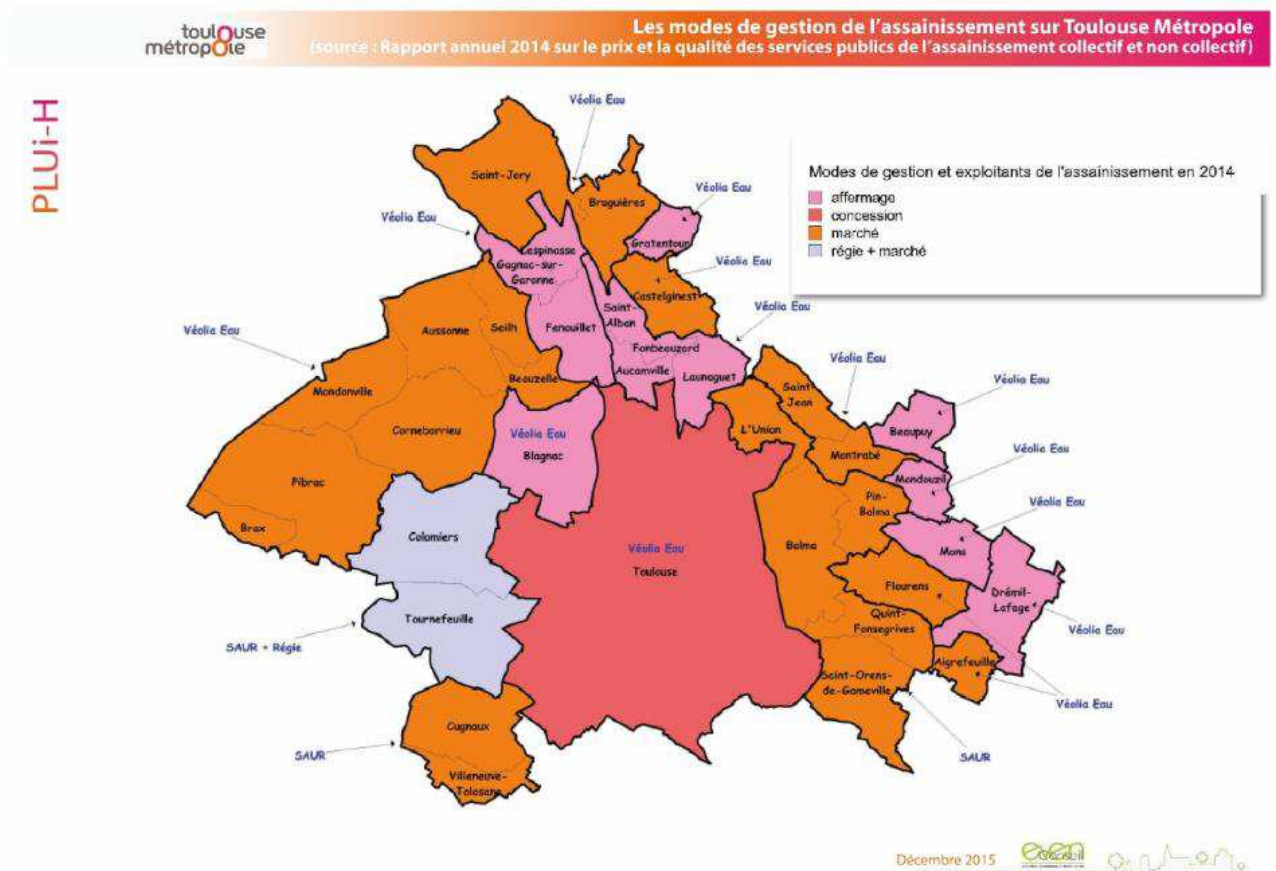 toulouse
métropole
Les modes de gestion de l'assainissement sur Toulouse Métropole
(source : Rapport annuel 2014 sur le prix et la qualité des services publics de l'assainissement collectif et non collectif)
PLUi-H
Modes de gestion et exploitants de l'assainissement en 2014
affermage
concession
marché
régie + marché
Véolia Eau
Saint-Jory
Bruguières
Véolia Eau
Véolia Eau
Gratentour
Lespinasse
Gagnac-sur-
Garonne
Véolia Eau
Castelginest
Saint-
Alban
Véolia Eau
Aussonne
Seilh
Fenouillet
Véolia Eau
Fonbeauzard
Véolia Eau
Aucamville
Launaguet
Beauzelle
Saint
Jean
Véolia Eau
Mondonville
Cornebarrieu
L'Union
Beaupuy
Véolia Eau
Blagnac
Montrabé
Véolia Eau
Mondouzil
Pibrac
Pin-
Balma
Véolia Eau
Brax
Colomiers
Balma
Mons
Véolia Eau
Toulouse
Flourens
Drémil-
Lafage
Tournefeuille
Quint-
Fonsegrives
Véolia Eau
SAUR + Régie
Aigrefeuille
Saint-Orens-
de-Gameville
Véolia Eau
Cugnaux
SAUR
SAUR
Villeneuve-
Tolosane
Décembre 2015
even
Conseil